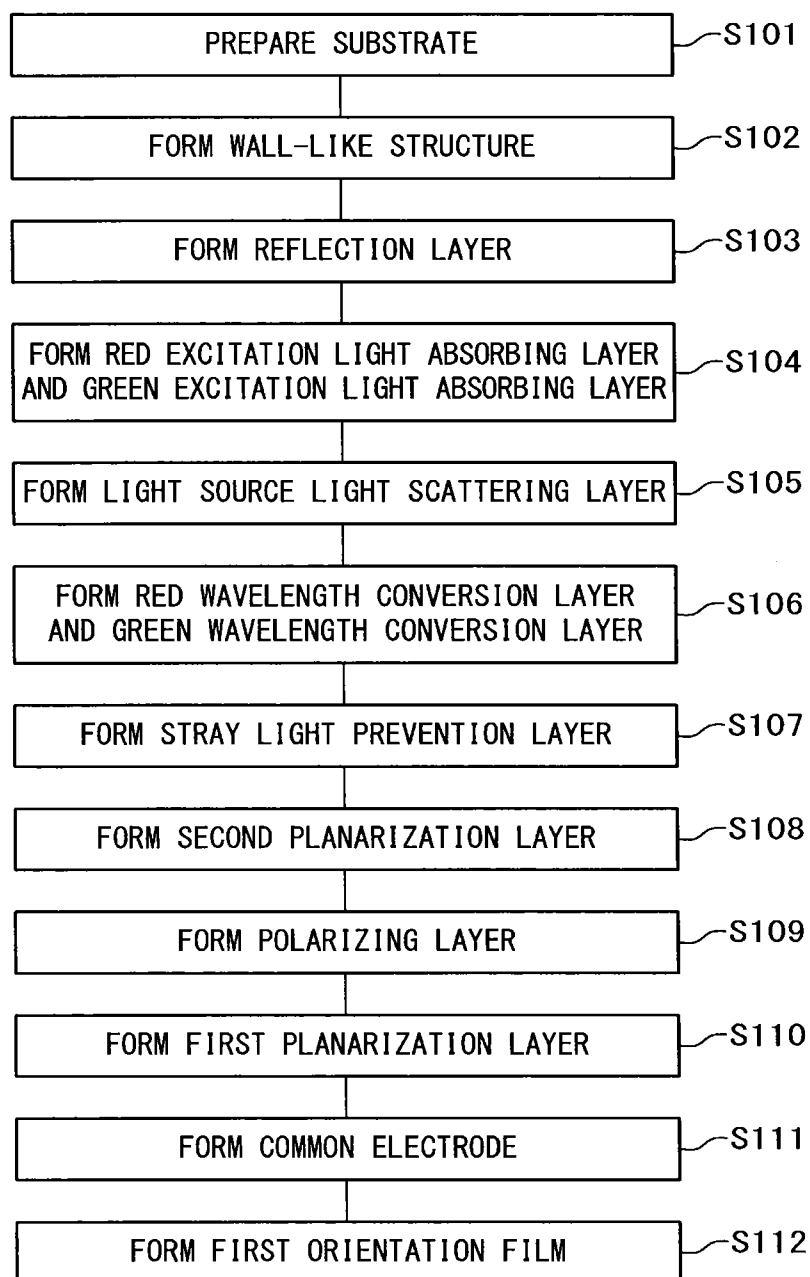 PREPARE SUBSTRATE
S101
FORM WALL-LIKE STRUCTURE
S102
FORM REFLECTION LAYER
S103
FORM RED EXCITATION LIGHT ABSORBING LAYER
AND GREEN EXCITATION LIGHT ABSORBING LAYER
S104
FORM LIGHT SOURCE LIGHT SCATTERING LAYER
S105
FORM RED WAVELENGTH CONVERSION LAYER
AND GREEN WAVELENGTH CONVERSION LAYER
S106
FORM STRAY LIGHT PREVENTION LAYER
S107
FORM SECOND PLANARIZATION LAYER
S108
FORM POLARIZING LAYER
S109
FORM FIRST PLANARIZATION LAYER
S110
FORM COMMON ELECTRODE
S111
FORM FIRST ORIENTATION FILM
S112